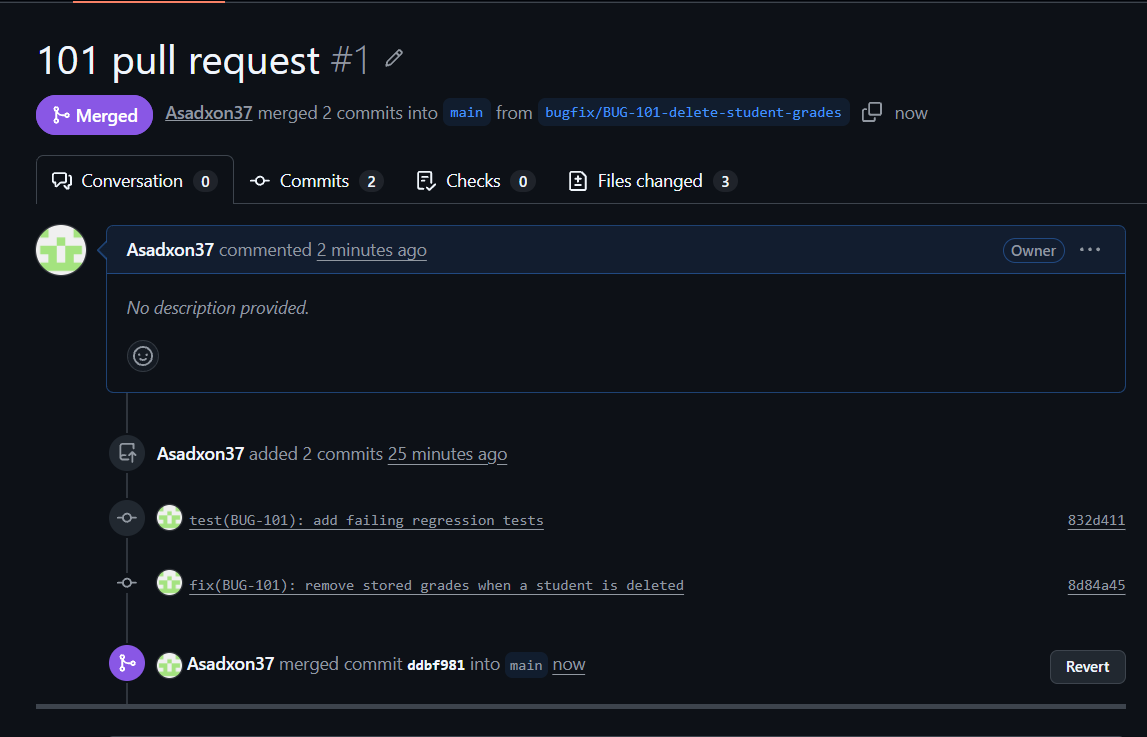 101 pull request #1
Merged Asadxon37 merged 2 commits into main from bugfix/BUG-101-delete-student-grades now
Conversation 0 Commits 2 Checks 0 Files changed 3
Asadxon37 commented 2 minutes ago Owner
No description provided.
Asadxon37 added 2 commits 25 minutes ago
test(BUG-101): add failing regression tests 832d411
fix(BUG-101): remove stored grades when a student is deleted 8d84a45
Asadxon37 merged commit ddbf981 into main now Revert